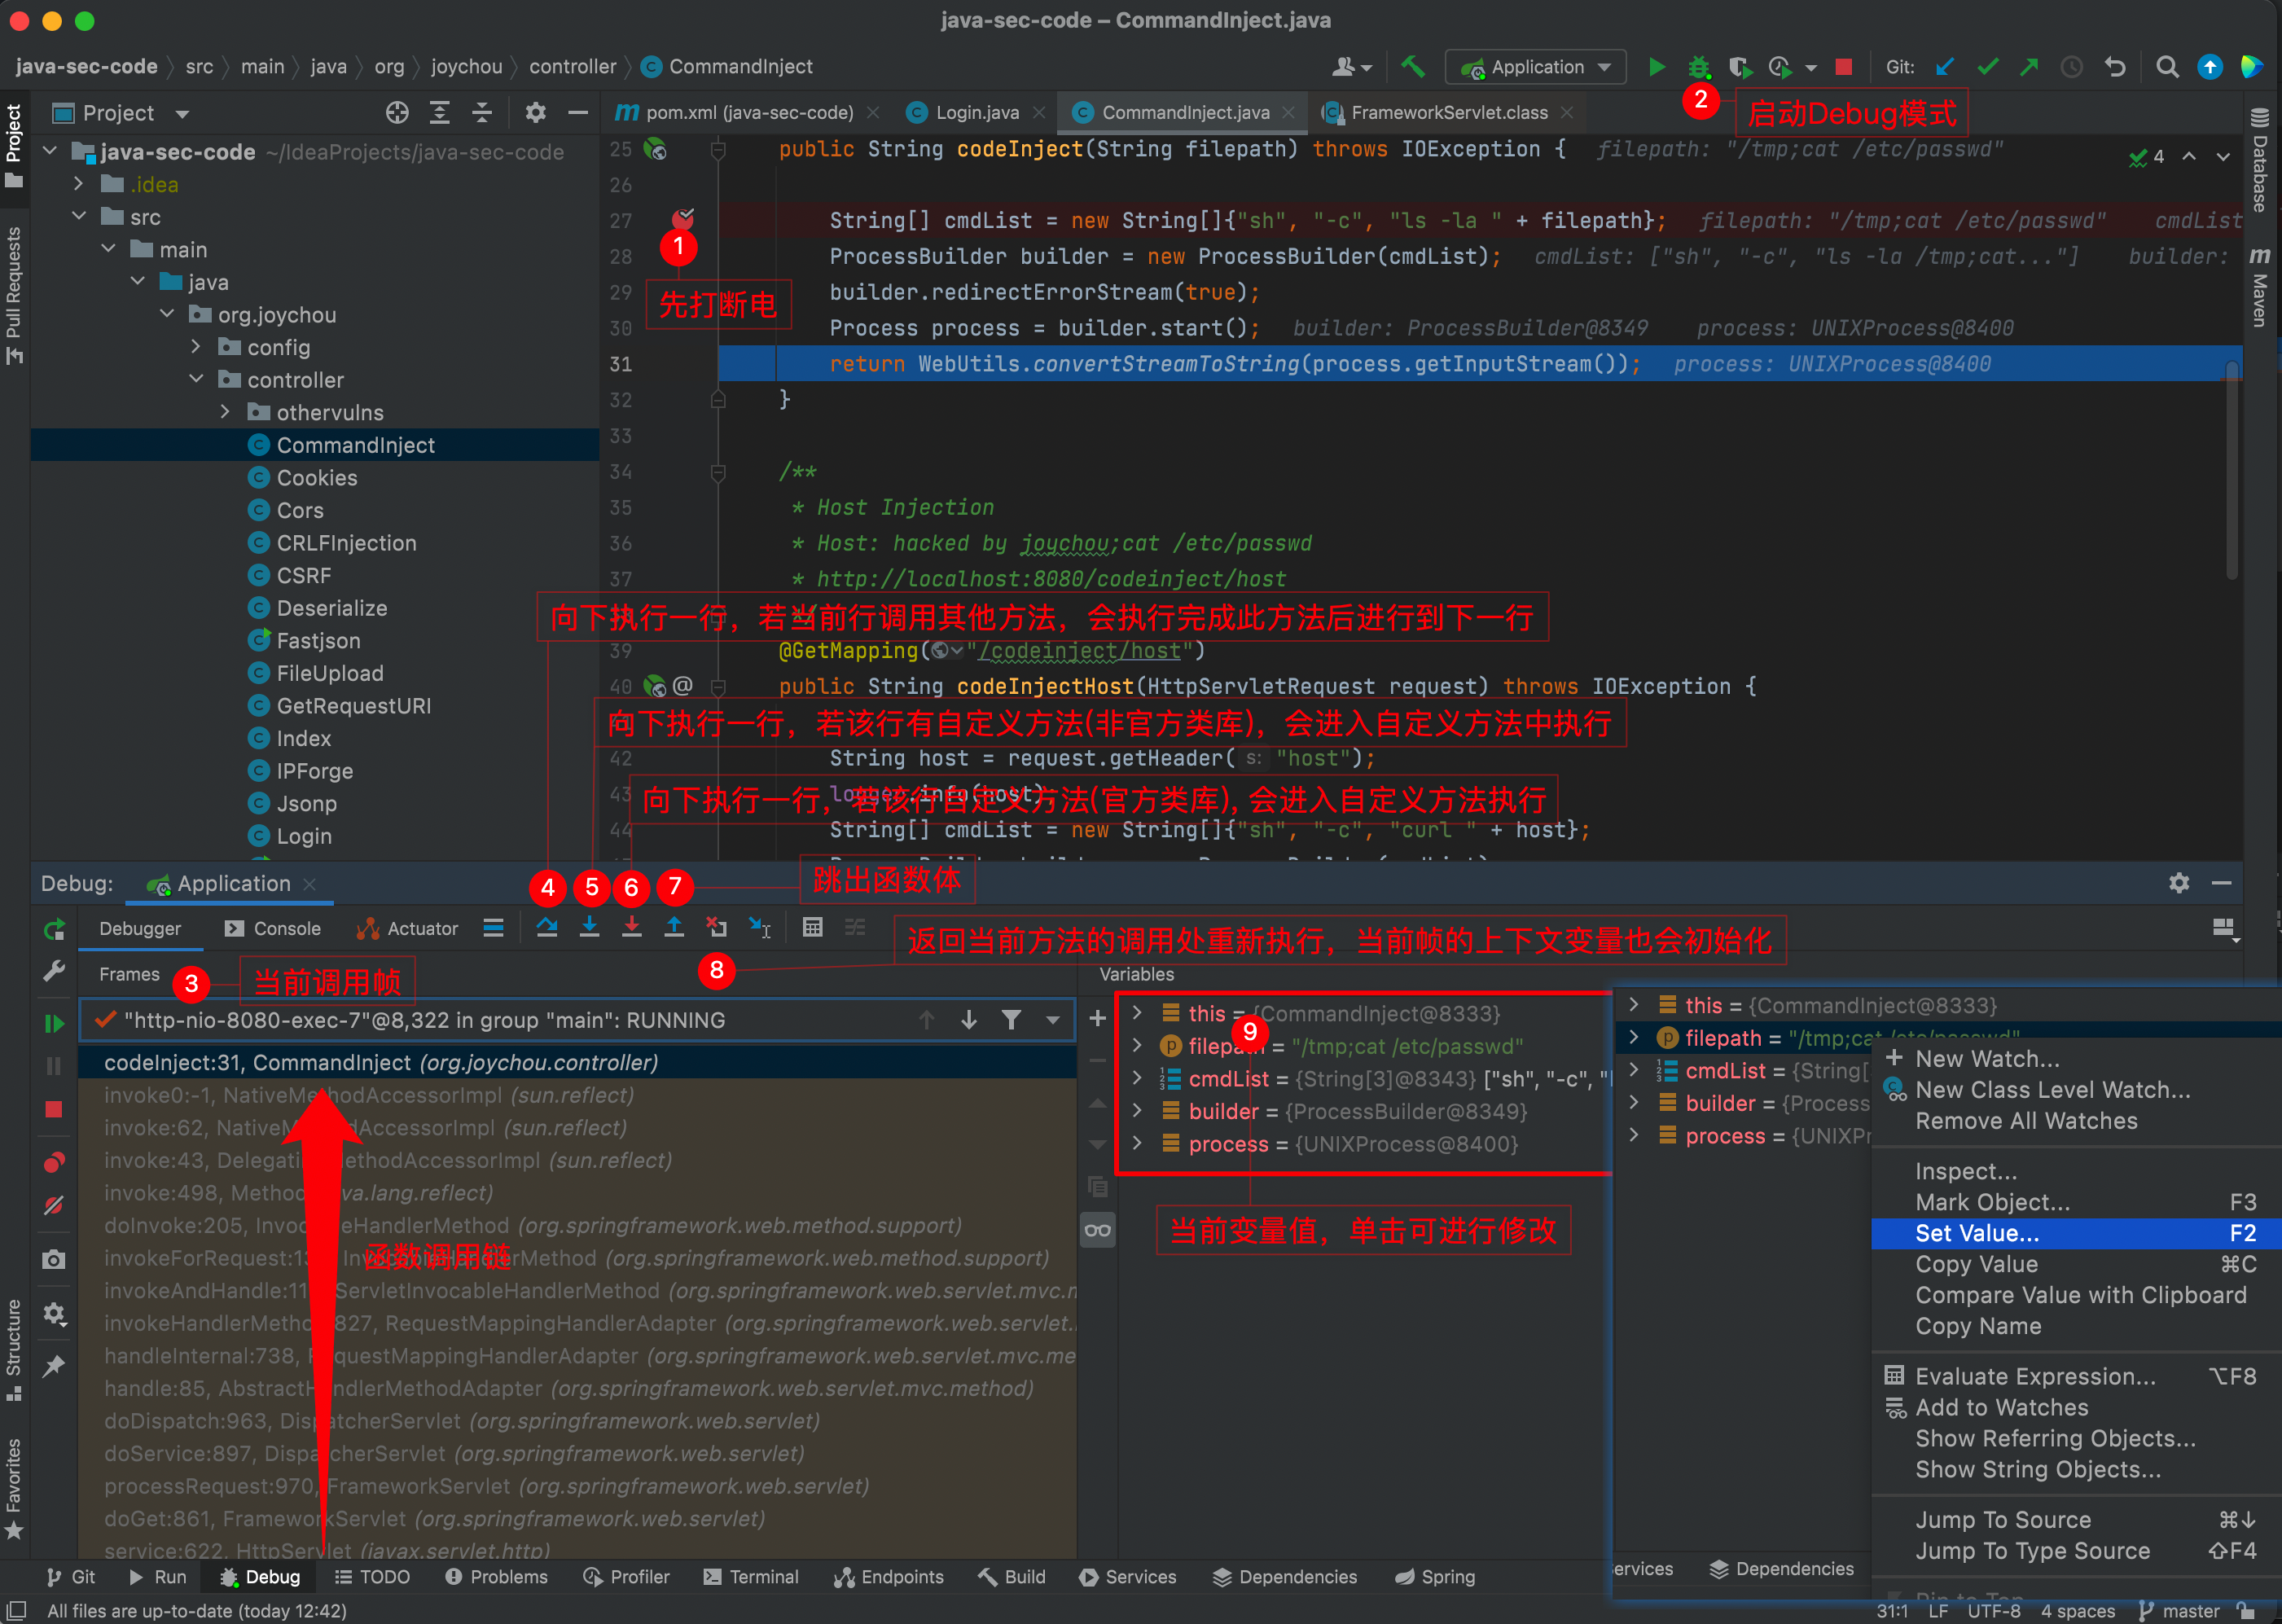 java-sec-code – CommandInject.java
java-sec-code 〉 src 〉 main 〉 java 〉 org 〉 joychou 〉 controller 〉 CommandInject
Application
Git:
Project
pom.xml (java-sec-code)
Login.java
CommandInject.java
FrameworkServlet.class
2 启动Debug模式
Project
Pull Requests
Structure
Favorites
Database
Maven
java-sec-code ~/IdeaProjects/java-sec-code
.idea
src
main
java
org.joychou
config
controller
othervulns
CommandInject
Cookies
Cors
CRLFInjection
CSRF
Deserialize
Fastjson
FileUpload
GetRequestURI
Index
IPForge
Jsonp
Login
4
25 public String codeInject(String filepath) throws IOException { filepath: "/tmp;cat /etc/passwd"
26
27 String[] cmdList = new String[]{"sh", "-c", "ls -la " + filepath}; filepath: "/tmp;cat /etc/passwd" cmdList
1
28 ProcessBuilder builder = new ProcessBuilder(cmdList); cmdList: ["sh", "-c", "ls -la /tmp;cat..."] builder:
29 builder.redirectErrorStream(true);
先打断电
30 Process process = builder.start(); builder: ProcessBuilder@8349 process: UNIXProcess@8400
31 return WebUtils.convertStreamToString(process.getInputStream()); process: UNIXProcess@8400
32 }
33
34 /**
35 * Host Injection
36 * Host: hacked by joychou;cat /etc/passwd
37 * http://localhost:8080/codeinject/host
向下执行一行，若当前行调用其他方法，会执行完成此方法后进行到下一行
39 @GetMapping("/codeinject/host")
40 @ public String codeInjectHost(HttpServletRequest request) throws IOException {
向下执行一行，若该行有自定义方法(非官方类库)，会进入自定义方法中执行
42 String host = request.getHeader( s: "host");
43 logger.info(host);
向下执行一行，若该行自定义方法(官方类库)，会进入自定义方法执行
44 String[] cmdList = new String[]{"sh", "-c", "curl " + host};
Debug: Application
4 5 6 7 跳出函数体
Debugger
Console
Actuator
8 返回当前方法的调用处重新执行，当前帧的上下文变量也会初始化
Frames
3 当前调用帧
Variables
"http-nio-8080-exec-7"@8,322 in group "main": RUNNING
codeInject:31, CommandInject (org.joychou.controller)
invoke0:-1, NativeMethodAccessorImpl (sun.reflect)
invoke:62, NativeMethodAccessorImpl (sun.reflect)
invoke:43, DelegatingMethodAccessorImpl (sun.reflect)
invoke:498, Method (java.lang.reflect)
doInvoke:205, InvocableHandlerMethod (org.springframework.web.method.support)
invokeForRequest:13 InvocableHandlerMethod (org.springframework.web.method.support)
函数调用链
invokeAndHandle:11 ServletInvocableHandlerMethod (org.springframework.web.servlet.mvc.m
invokeHandlerMethod:827, RequestMappingHandlerAdapter (org.springframework.web.servlet.
handleInternal:738, RequestMappingHandlerAdapter (org.springframework.web.servlet.mvc.me
handle:85, AbstractHandlerMethodAdapter (org.springframework.web.servlet.mvc.method)
doDispatch:963, DispatcherServlet (org.springframework.web.servlet)
doService:897, DispatcherServlet (org.springframework.web.servlet)
processRequest:970, FrameworkServlet (org.springframework.web.servlet)
doGet:861, FrameworkServlet (org.springframework.web.servlet)
service:622, HttpServlet (javax.servlet.http)
this = {CommandInject@8333}
9
filepath = "/tmp;cat /etc/passwd"
cmdList = {String[3]@8343} ["sh", "-c", "l
builder = {ProcessBuilder@8349}
process = {UNIXProcess@8400}
当前变量值，单击可进行修改
this = {CommandInject@8333}
filepath = "/tmp;cat /etc/passwd"
cmdList = {String[
builder = {Process
process = {UNIXPr
New Watch...
New Class Level Watch...
Remove All Watches
Inspect...
Mark Object... F3
Set Value... F2
Copy Value ⌘C
Compare Value with Clipboard
Copy Name
Evaluate Expression... ⌥F8
Add to Watches
Show Referring Objects...
Show String Objects...
Jump To Source ⌘↓
Jump To Type Source ⇧F4
Git
Run
Debug
TODO
Problems
Profiler
Terminal
Endpoints
Build
Services
Dependencies
Spring
ervices
Dependencies
All files are up-to-date (today 12:42)
31:1 LF UTF-8 4 spaces master